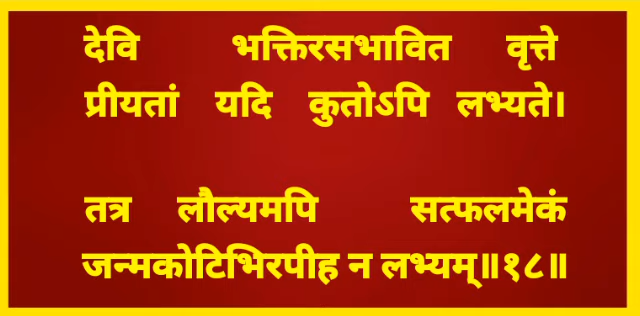 देवि भक्तिरसभावित वृत्ते
प्रीयतां यदि कुतोऽपि लभ्यते।
तत्र लौल्यमपि सत्फलमेकं
जन्मकोटिभिरपीह न लभ्यम्॥१८॥